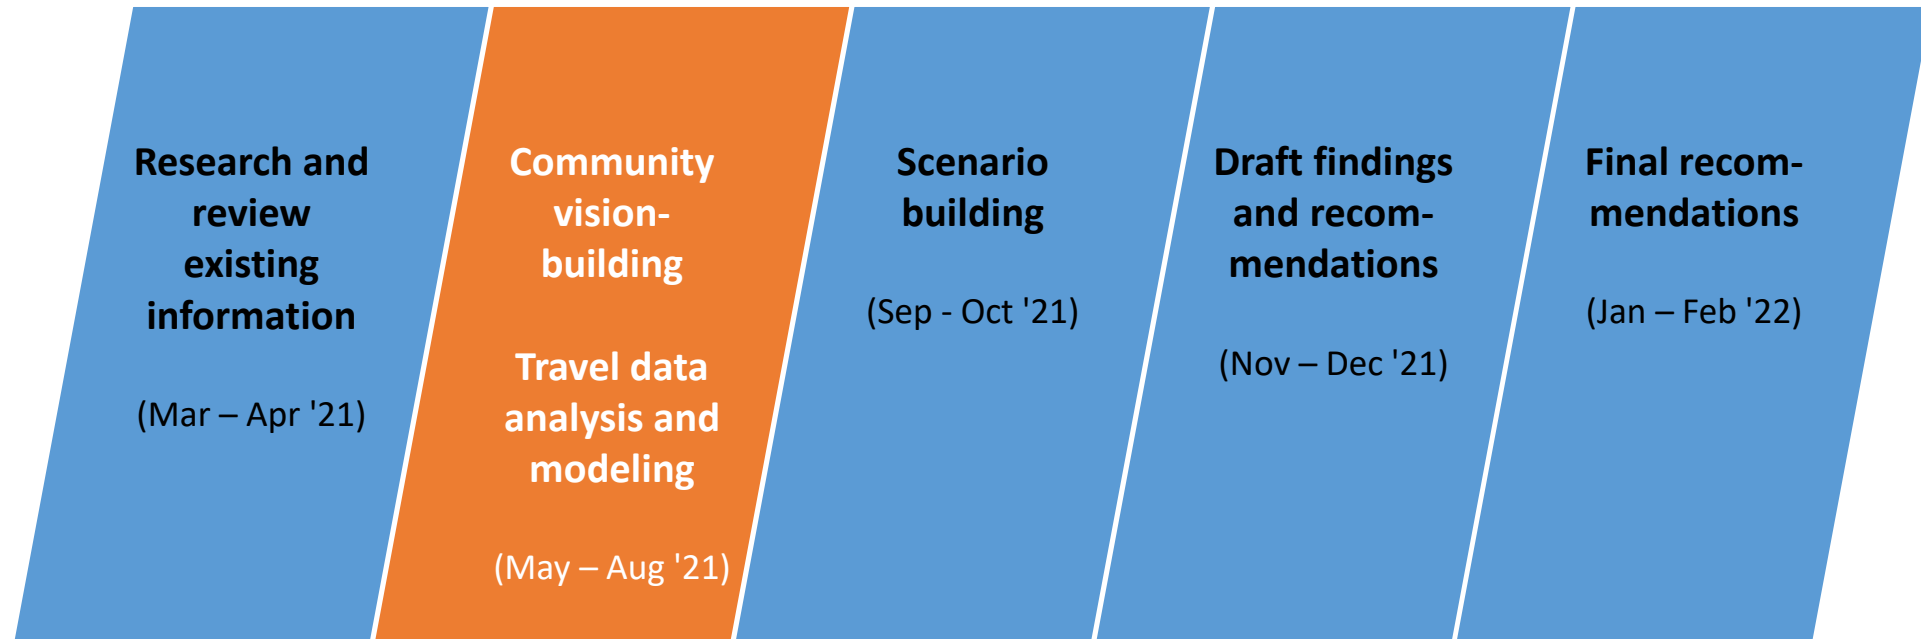 Research and
review
existing
information
(Mar – Apr '21)
Community
vision-
building
Travel data
analysis and
modeling
(May – Aug '21)
Scenario
building
(Sep - Oct '21)
Draft findings
and recom-
mendations
(Nov – Dec '21)
Final recom-
mendations
(Jan – Feb '22)